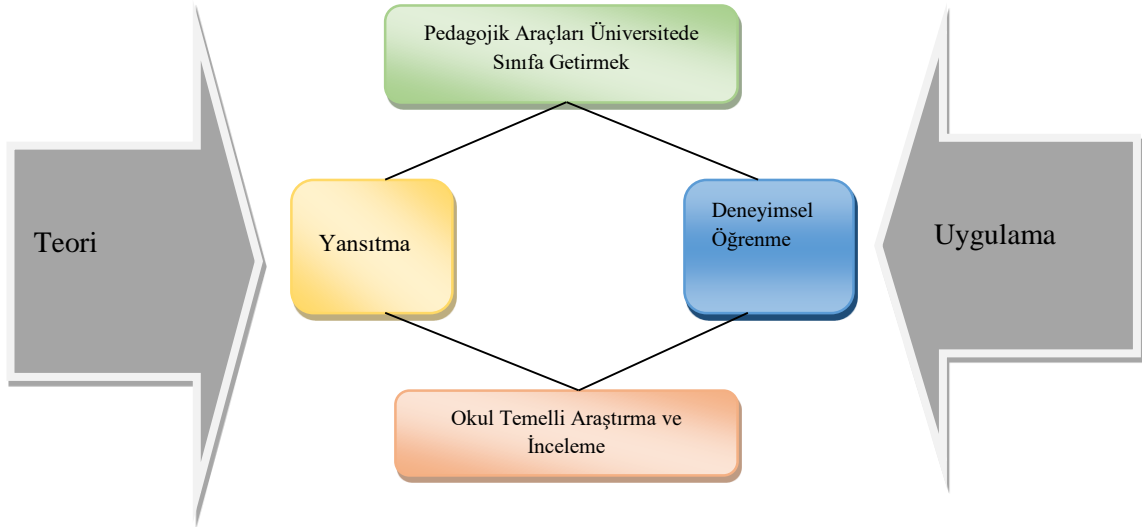 Pedagojik Araçları Üniversitede
Sınıfa Getirmek
Teori
Yansıtma
Deneyimsel
Öğrenme
Uygulama
Okul Temelli Araştırma ve
İnceleme